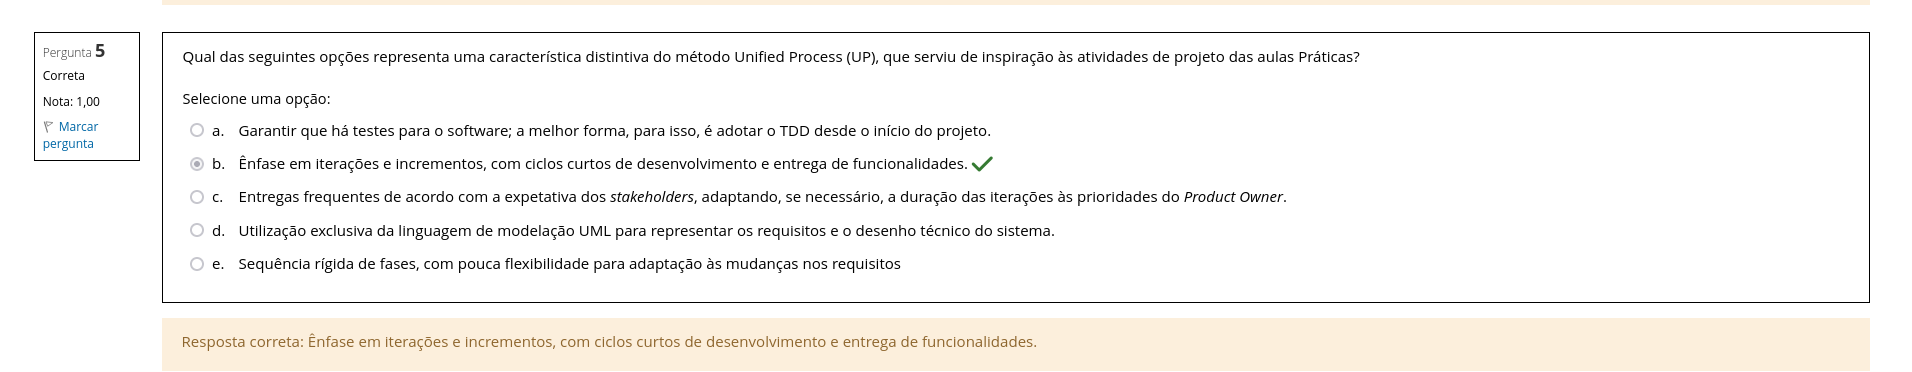 Pergunta 5
Correta
Nota: 1,00
Marcar
pergunta
Qual das seguintes opções representa uma característica distintiva do método Unified Process (UP), que serviu de inspiração às atividades de projeto das aulas Práticas?
Selecione uma opção:
a. Garantir que há testes para o software; a melhor forma, para isso, é adotar o TDD desde o início do projeto.
b. Ênfase em iterações e incrementos, com ciclos curtos de desenvolvimento e entrega de funcionalidades.
c. Entregas frequentes de acordo com a expetativa dos stakeholders, adaptando, se necessário, a duração das iterações às prioridades do Product Owner.
d. Utilização exclusiva da linguagem de modelação UML para representar os requisitos e o desenho técnico do sistema.
e. Sequência rígida de fases, com pouca flexibilidade para adaptação às mudanças nos requisitos
Resposta correta: Ênfase em iterações e incrementos, com ciclos curtos de desenvolvimento e entrega de funcionalidades.